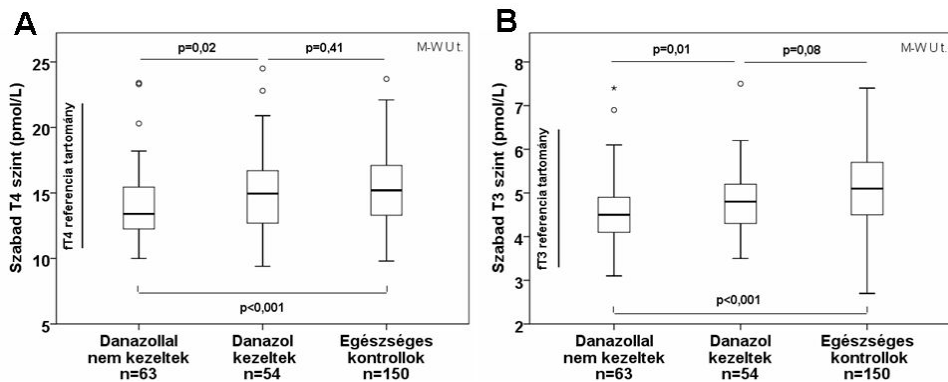 A
Szabad T4 szint (pmol/L)
25
20
15
10
5
fT4 referencia tartomány
p=0,02
p=0,41
M-W U t.
p<0,001
Danazollal
nem kezeltek
n=63
Danazol
kezeltek
n=54
Egészséges
kontrollok
n=150
B
Szabad T3 szint (pmol/L)
8
7
6
5
4
3
2
fT3 referencia tartomány
p=0,01
p=0,08
M-W U t.
p<0,001
Danazollal
nem kezeltek
n=63
Danazol
kezeltek
n=54
Egészséges
kontrollok
n=150